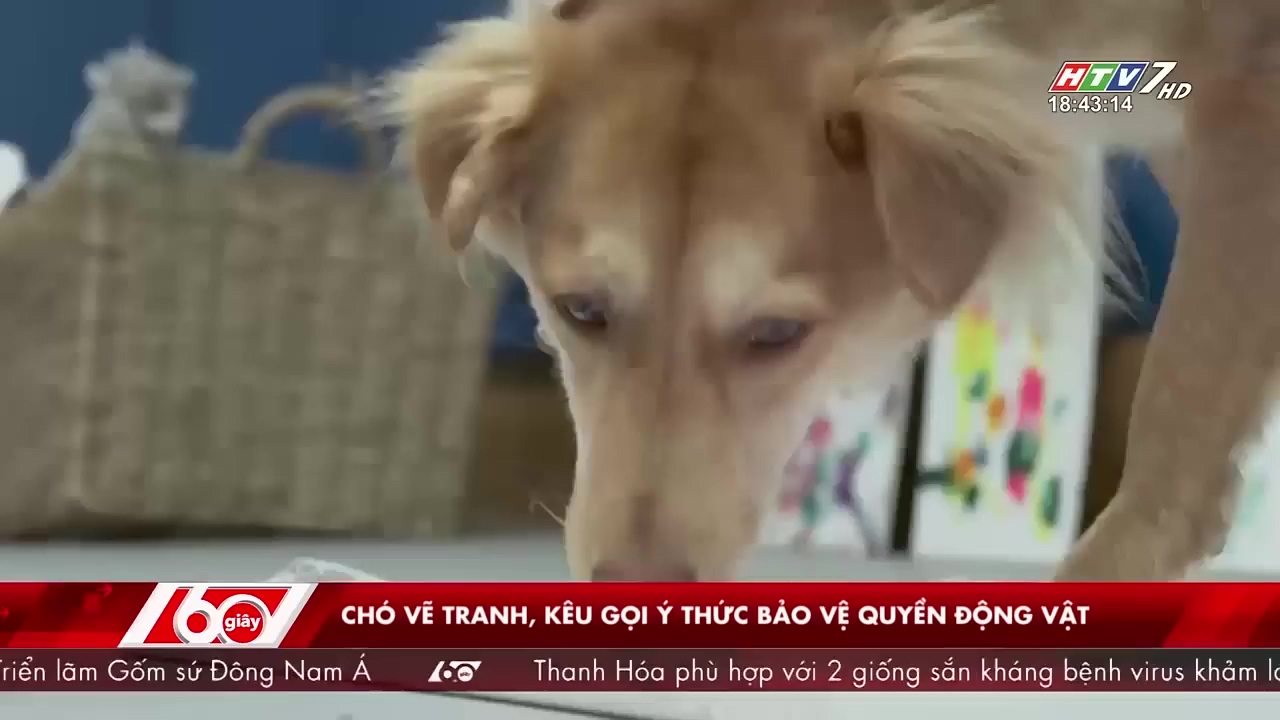 HTV7 HD
18:43:14
60 giây CHÓ VẼ TRANH, KÊU GỌI Ý THỨC BẢO VỆ QUYỀN ĐỘNG VẬT
Triển lãm Gốm sứ Đông Nam Á 60 Thanh Hóa phù hợp với 2 giống sắn kháng bệnh virus khảm